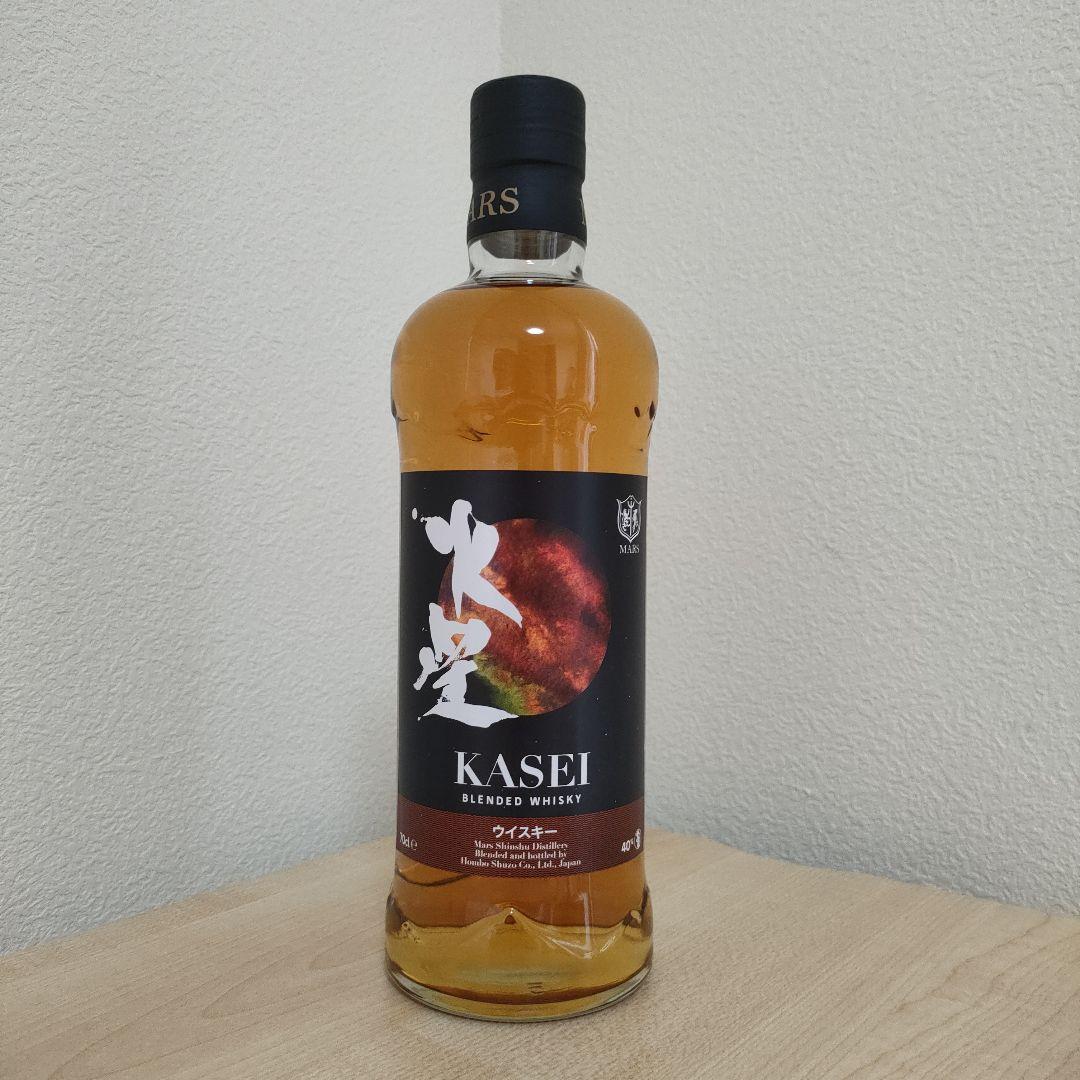 ARS
火星
MARS
KASEI
BLENDED WHISKY
ウイスキー
Mars Shinshu Distillery
Blended and bottled by
Hombo Shuzo Co., Ltd., Japan
70cl ℮
40%